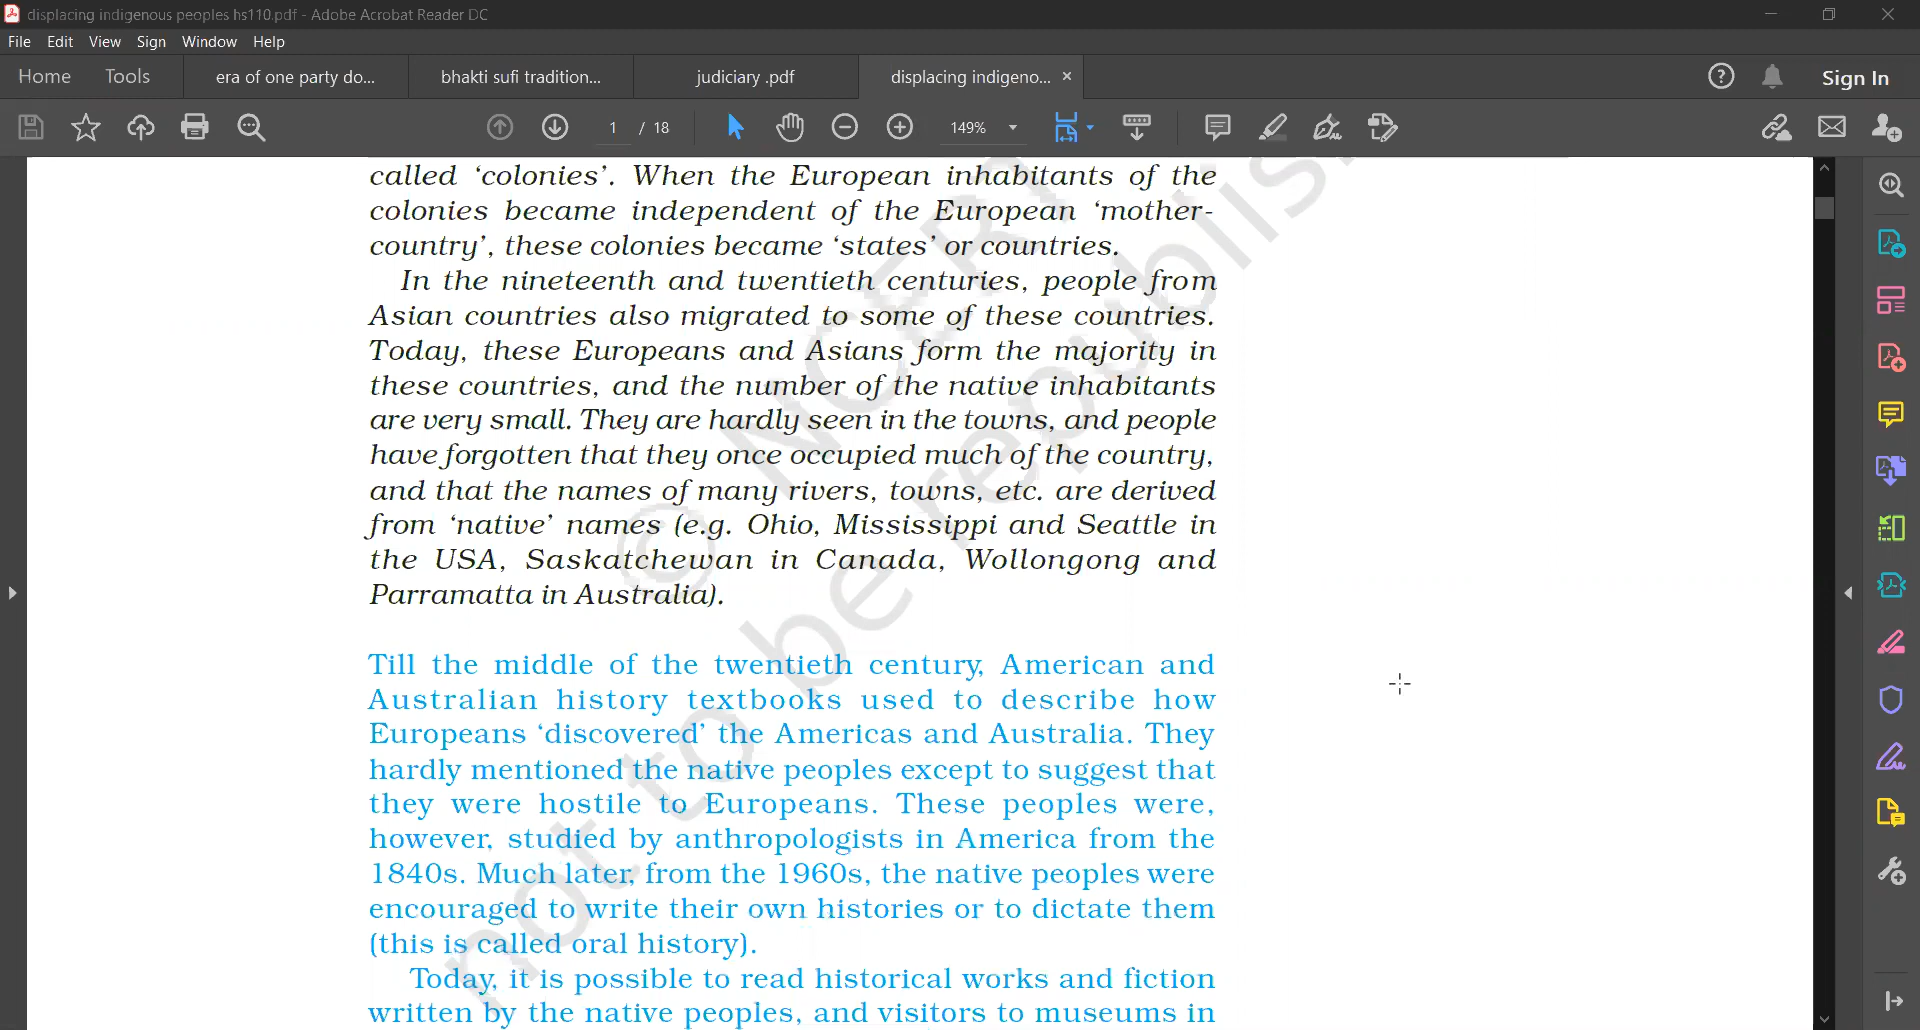 displacing indigenous peoples hs110.pdf - Adobe Acrobat Reader DC
File Edit View Sign Window Help
Home Tools era of one party do... bhakti sufi tradition... judiciary .pdf displacing indigeno... × Sign In
1 / 18 149%
called ‘colonies’. When the European inhabitants of the
colonies became independent of the European ‘mother-
country’, these colonies became ‘states’ or countries.
In the nineteenth and twentieth centuries, people from
Asian countries also migrated to some of these countries.
Today, these Europeans and Asians form the majority in
these countries, and the number of the native inhabitants
are very small. They are hardly seen in the towns, and people
have forgotten that they once occupied much of the country,
and that the names of many rivers, towns, etc. are derived
from ‘native’ names (e.g. Ohio, Mississippi and Seattle in
the USA, Saskatchewan in Canada, Wollongong and
Parramatta in Australia).
Till the middle of the twentieth century, American and
Australian history textbooks used to describe how
Europeans ‘discovered’ the Americas and Australia. They
hardly mentioned the native peoples except to suggest that
they were hostile to Europeans. These peoples were,
however, studied by anthropologists in America from the
1840s. Much later, from the 1960s, the native peoples were
encouraged to write their own histories or to dictate them
(this is called oral history).
Today, it is possible to read historical works and fiction
written by the native peoples, and visitors to museums in
© NCERT
not to be republis